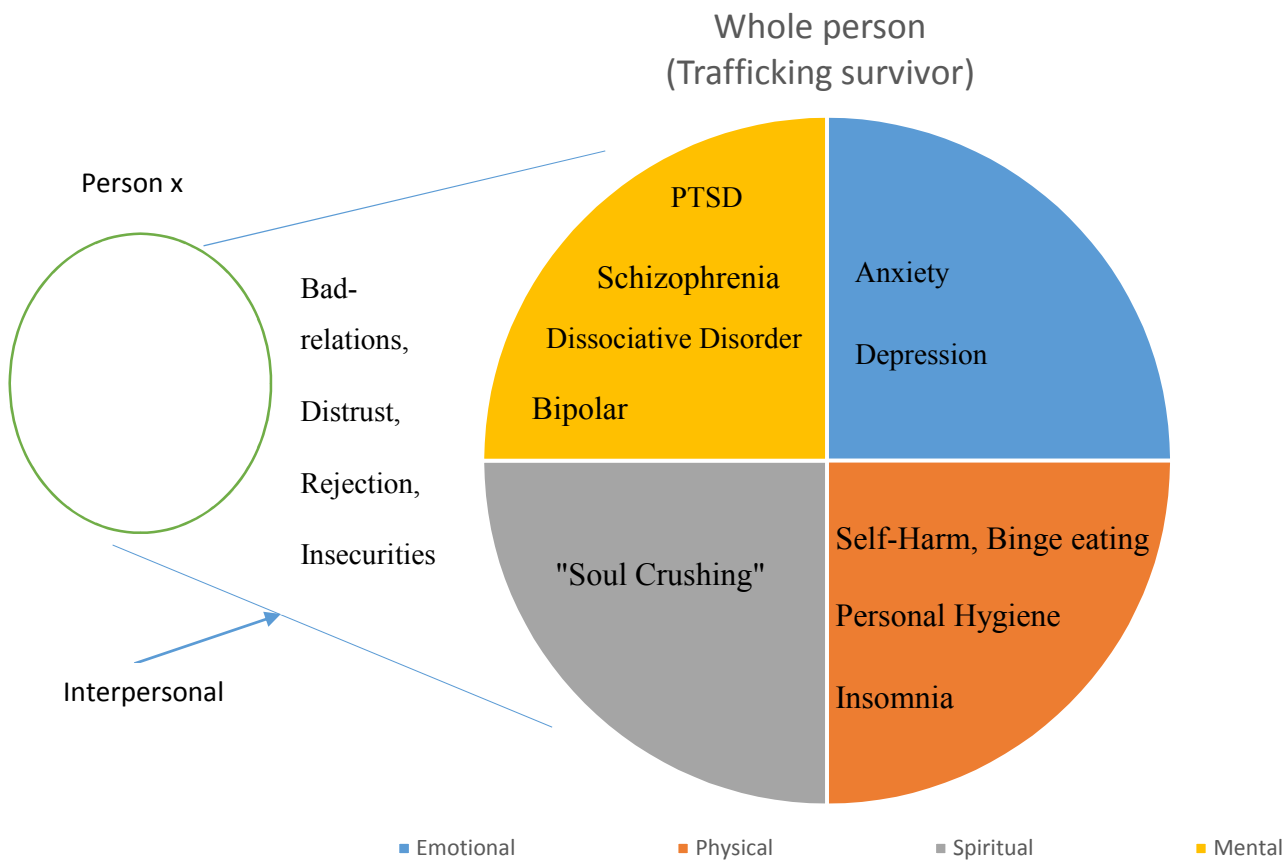 Whole person
(Trafficking survivor)
Person x
Bad-
relations,
Distrust,
Rejection,
Insecurities
Interpersonal
PTSD
Schizophrenia
Dissociative Disorder
Bipolar
Anxiety
Depression
"Soul Crushing"
Self-Harm, Binge eating
Personal Hygiene
Insomnia
Emotional Physical Spiritual Mental